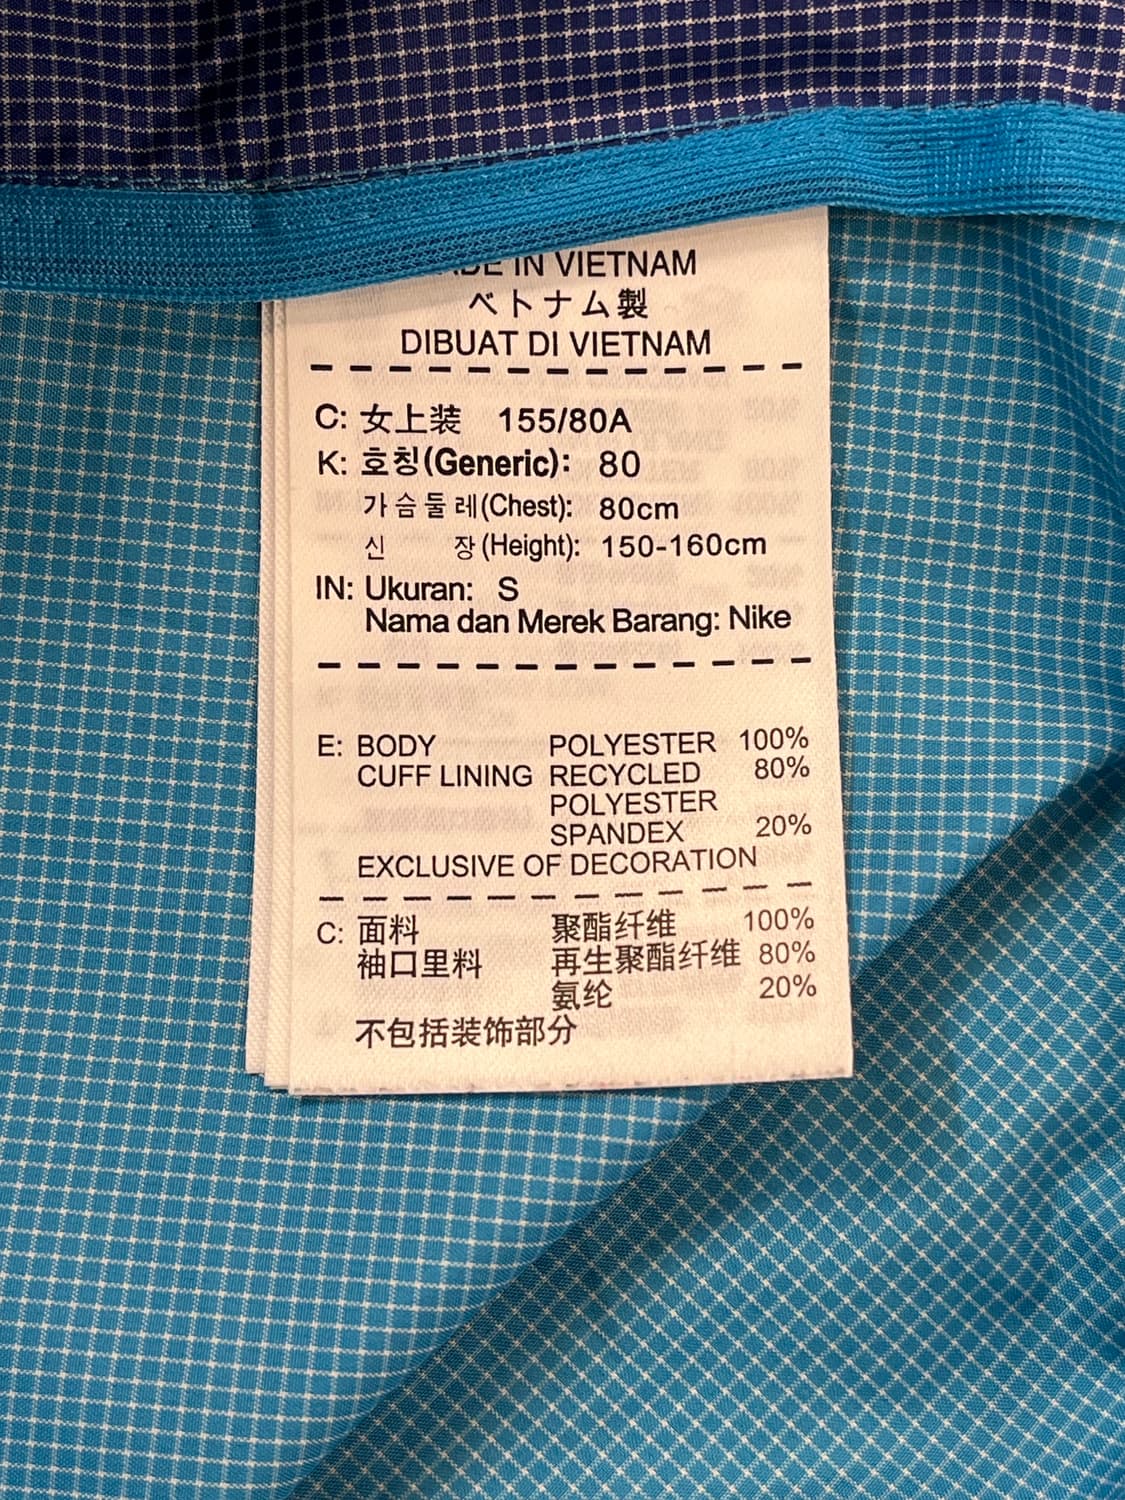 MADE IN VIETNAM
ベトナム製
DIBUAT DI VIETNAM
C: 女上装 155/80A
K: 호칭(Generic): 80
가슴둘레(Chest): 80cm
신 장(Height): 150-160cm
IN: Ukuran: S
Nama dan Merek Barang: Nike
E: BODY POLYESTER 100%
CUFF LINING RECYCLED 80%
POLYESTER
SPANDEX 20%
EXCLUSIVE OF DECORATION
C: 面料 聚酯纤维 100%
袖口里料 再生聚酯纤维 80%
氨纶 20%
不包括装饰部分